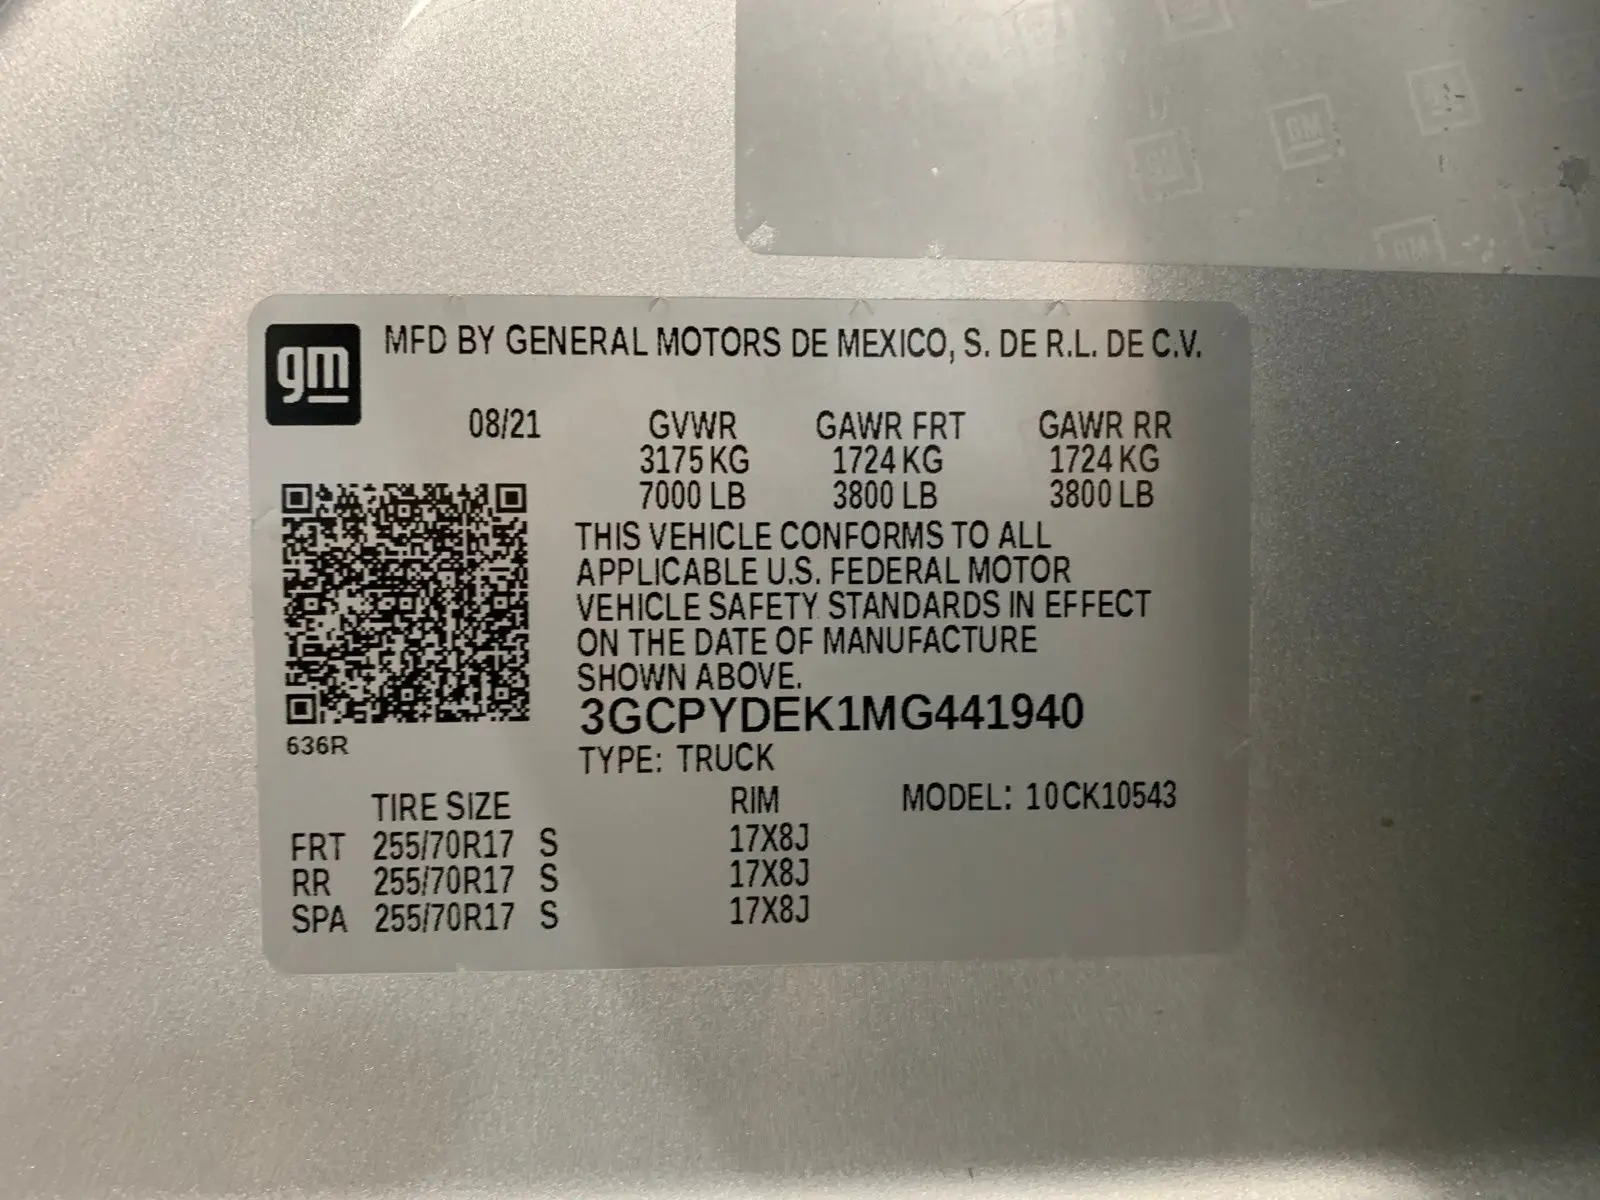 gm
MFD BY GENERAL MOTORS DE MEXICO, S. DE R.L. DE C.V.
08/21 GVWR GAWR FRT GAWR RR
3175 KG 1724 KG 1724 KG
7000 LB 3800 LB 3800 LB
THIS VEHICLE CONFORMS TO ALL
APPLICABLE U.S. FEDERAL MOTOR
VEHICLE SAFETY STANDARDS IN EFFECT
ON THE DATE OF MANUFACTURE
SHOWN ABOVE.
3GCPYDEK1MG441940
636R
TYPE: TRUCK
TIRE SIZE RIM MODEL: 10CK10543
FRT 255/70R17 S 17X8J
RR 255/70R17 S 17X8J
SPA 255/70R17 S 17X8J
GM
GM
GM